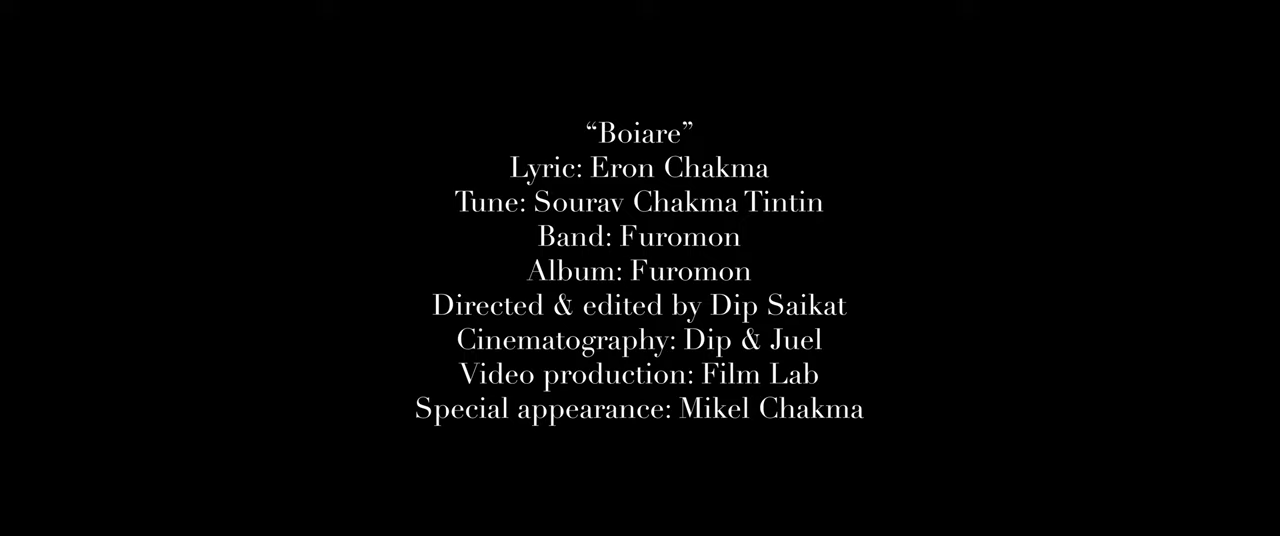 “Boiare”
Lyric: Eron Chakma
Tune: Sourav Chakma Tintin
Band: Furomon
Album: Furomon
Directed & edited by Dip Saikat
Cinematography: Dip & Juel
Video production: Film Lab
Special appearance: Mikel Chakma